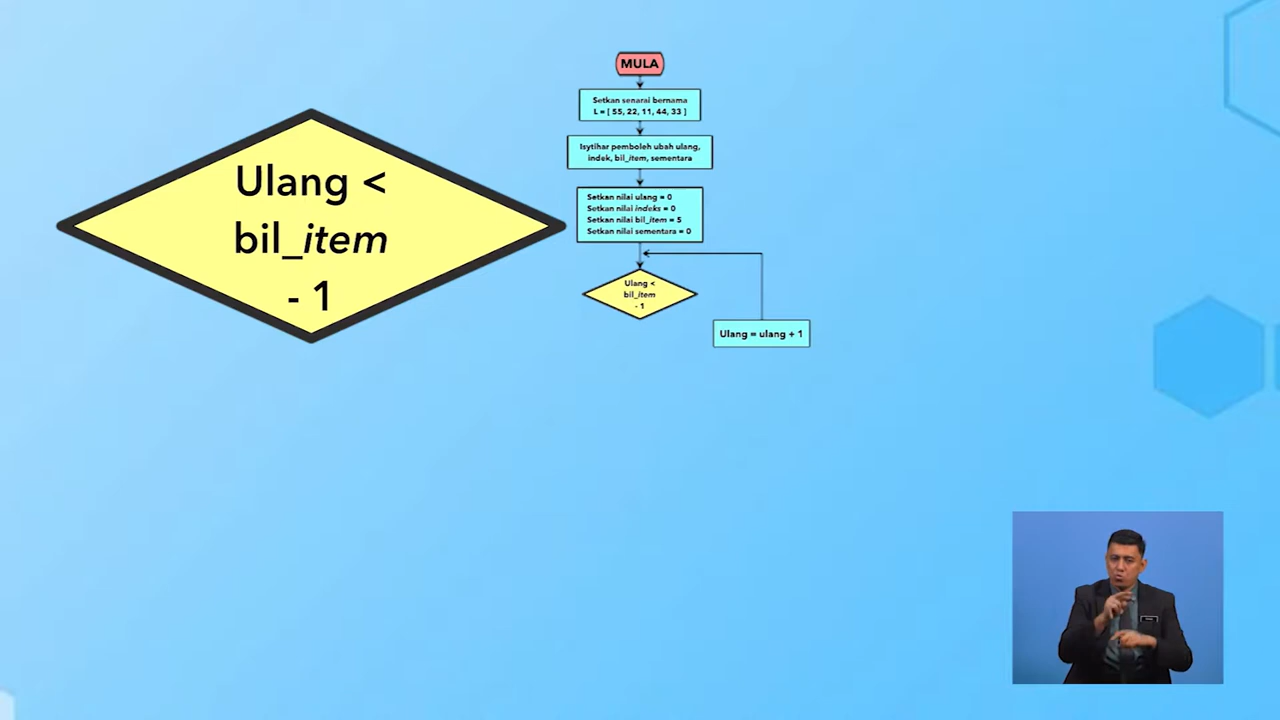 Ulang <
bil_item
- 1
MULA
Setkan senarai bernama
L = [ 55, 22, 11, 44, 33 ]
Isytihar pemboleh ubah ulang,
indek, bil_item, sementara
Setkan nilai ulang = 0
Setkan nilai indeks = 0
Setkan nilai bil_item = 5
Setkan nilai sementara = 0
Ulang <
bil_item
- 1
Ulang = ulang + 1